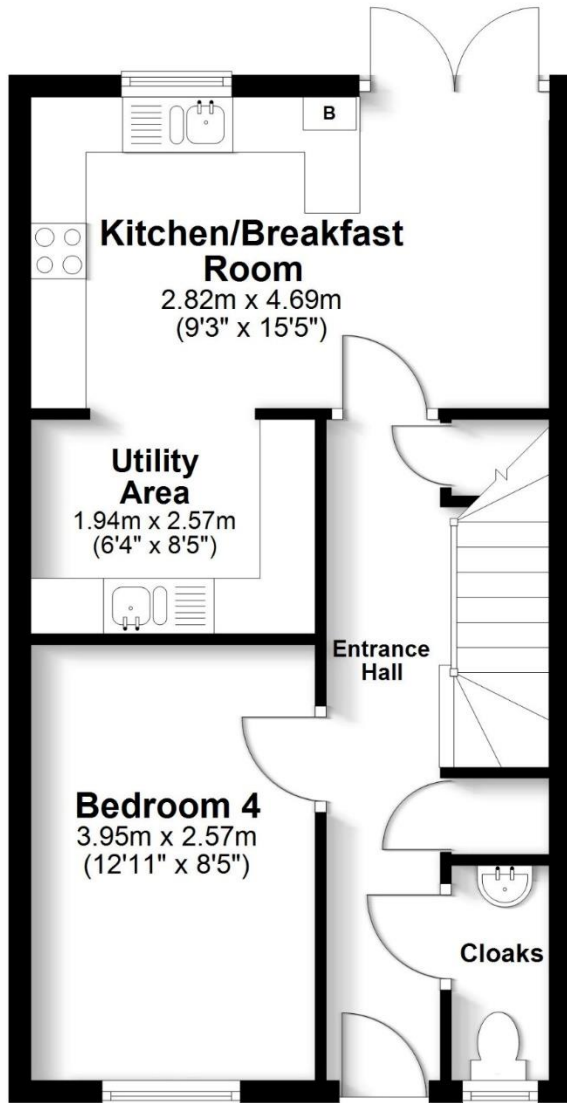 B
Kitchen/Breakfast
Room
2.82m x 4.69m
(9'3" x 15'5")
Utility
Area
1.94m x 2.57m
(6'4" x 8'5")
Entrance
Hall
Bedroom 4
3.95m x 2.57m
(12'11" x 8'5")
Cloaks